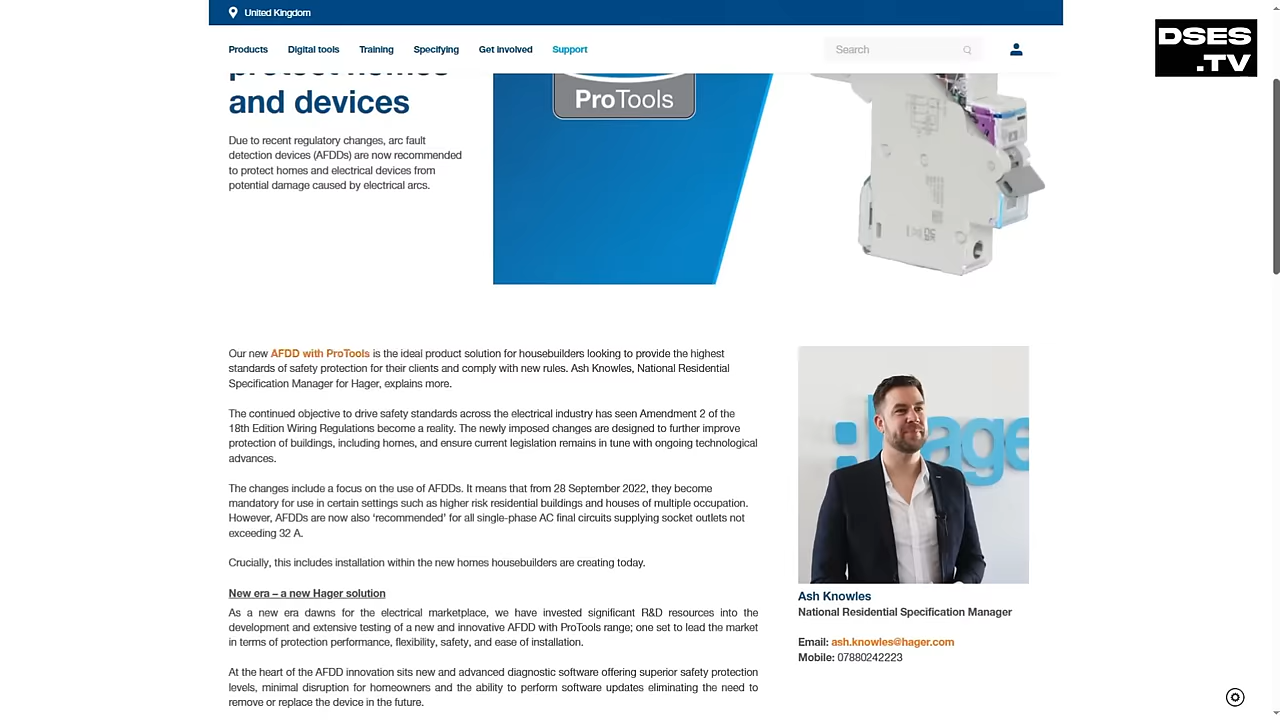 United Kingdom
DSES
.TV
Products
Digital tools
Training
Specifying
Get involved
Support
Search
protect homes
and devices
ProTools
Due to recent regulatory changes, arc fault
detection devices (AFDDs) are now recommended
to protect homes and electrical devices from
potential damage caused by electrical arcs.
Our new AFDD with ProTools is the ideal product solution for housebuilders looking to provide the highest
standards of safety protection for their clients and comply with new rules. Ash Knowles, National Residential
Specification Manager for Hager, explains more.
The continued objective to drive safety standards across the electrical industry has seen Amendment 2 of the
18th Edition Wiring Regulations become a reality. The newly imposed changes are designed to further improve
protection of buildings, including homes, and ensure current legislation remains in tune with ongoing technological
advances.
The changes include a focus on the use of AFDDs. It means that from 28 September 2022, they become
mandatory for use in certain settings such as higher risk residential buildings and houses of multiple occupation.
However, AFDDs are now also ‘recommended’ for all single-phase AC final circuits supplying socket outlets not
exceeding 32 A.
Crucially, this includes installation within the new homes housebuilders are creating today.
New era – a new Hager solution
As a new era dawns for the electrical marketplace, we have invested significant R&D resources into the
development and extensive testing of a new and innovative AFDD with ProTools range; one set to lead the market
in terms of protection performance, flexibility, safety, and ease of installation.
At the heart of the AFDD innovation sits new and advanced diagnostic software offering superior safety protection
levels, minimal disruption for homeowners and the ability to perform software updates eliminating the need to
remove or replace the device in the future.
:hage
Ash Knowles
National Residential Specification Manager
Email: ash.knowles@hager.com
Mobile: 07880242223